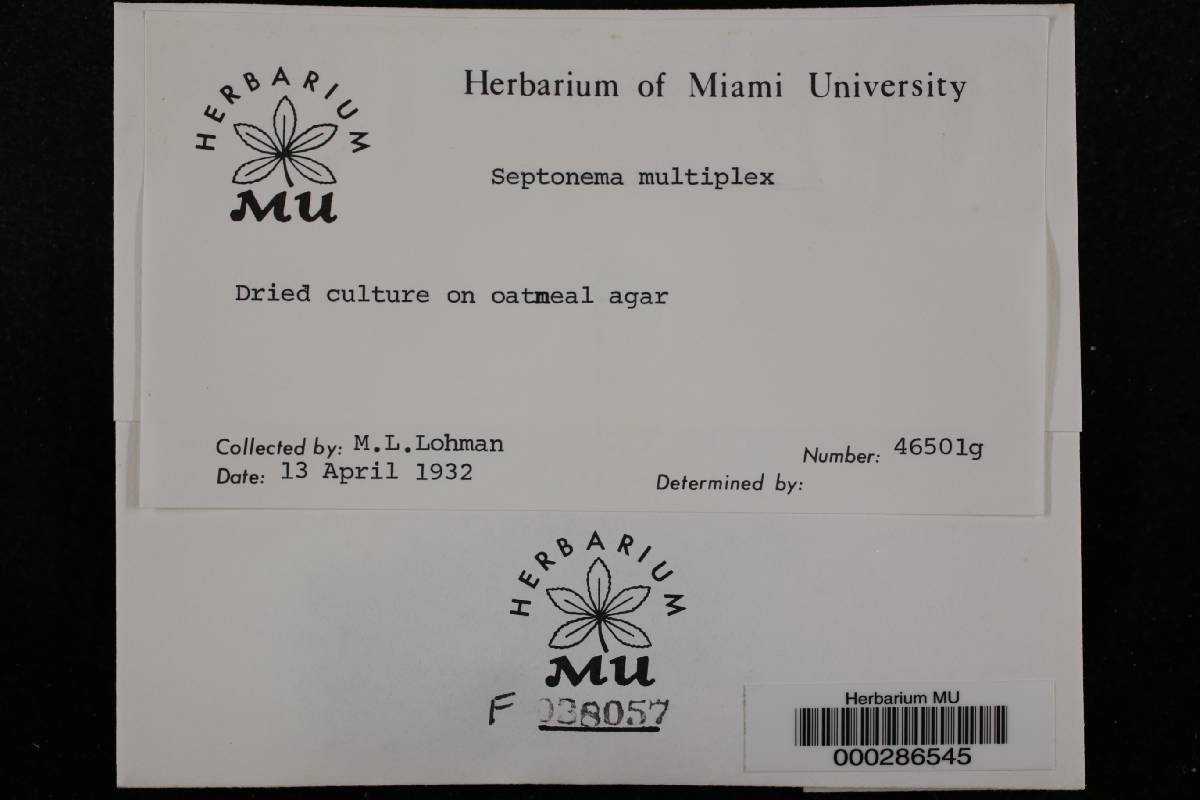 HERBARIUM
MU
Herbarium of Miami University
Septonema multiplex
Dried culture on oatmeal agar
Collected by: M.L.Lohman
Number: 46501g
Date: 13 April 1932
Determined by:
HERBARIUM
MU
F 038057
Herbarium MU
000286545